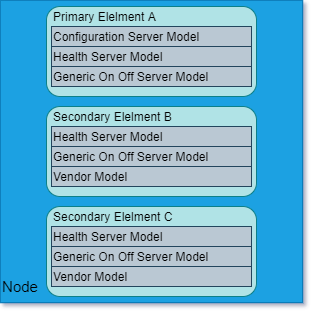 Primary Elelment A
Configuration Server Model
Health Server Model
Generic On Off Server Model
Secondary Elelment B
Health Server Model
Generic On Off Server Model
Vendor Model
Secondary Elelment C
Health Server Model
Generic On Off Server Model
Vendor Model
Node